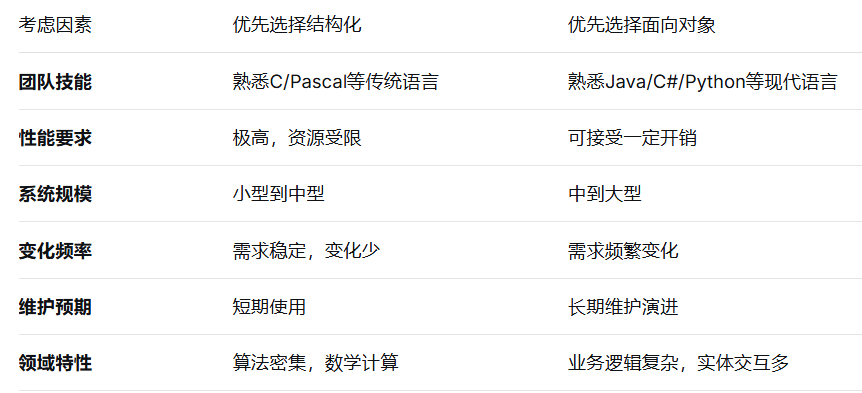 考虑因素 优先选择结构化 优先选择面向对象
团队技能 熟悉C/Pascal等传统语言 熟悉Java/C#/Python等现代语言
性能要求 极高，资源受限 可接受一定开销
系统规模 小型到中型 中到大型
变化频率 需求稳定，变化少 需求频繁变化
维护预期 短期使用 长期维护演进
领域特性 算法密集，数学计算 业务逻辑复杂，实体交互多